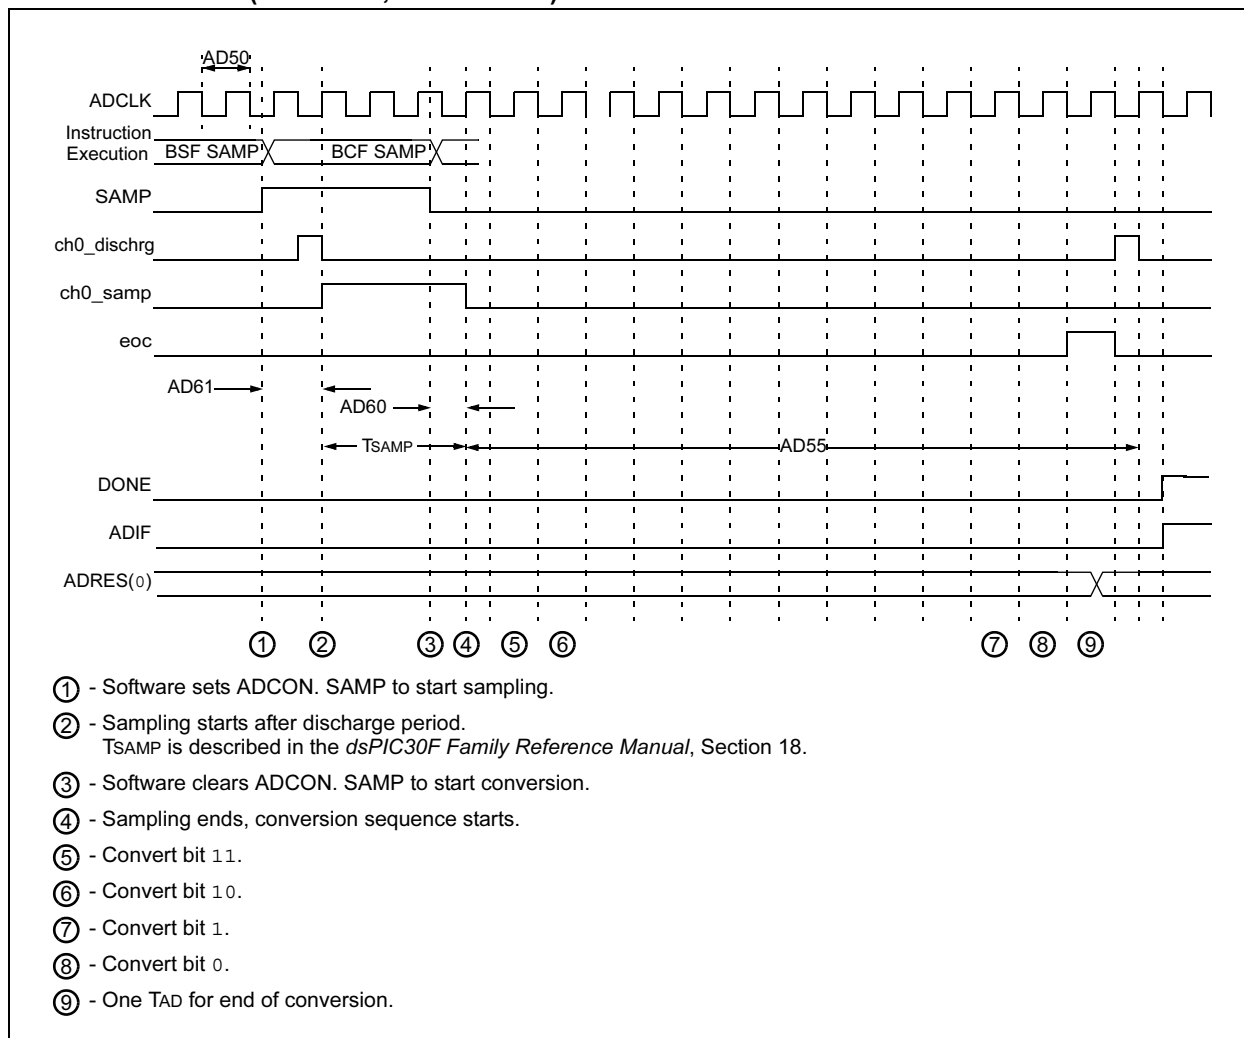 AD50
ADCLK
Instruction
Execution
BSF SAMP
BCF SAMP
SAMP
ch0_dischrg
ch0_samp
eoc
AD61
AD60
TSAMP
AD55
DONE
ADIF
ADRES(0)
1 2 3 4 5 6 7 8 9
1 - Software sets ADCON. SAMP to start sampling.
2 - Sampling starts after discharge period.
TSAMP is described in the dsPIC30F Family Reference Manual, Section 18.
3 - Software clears ADCON. SAMP to start conversion.
4 - Sampling ends, conversion sequence starts.
5 - Convert bit 11.
6 - Convert bit 10.
7 - Convert bit 1.
8 - Convert bit 0.
9 - One TAD for end of conversion.